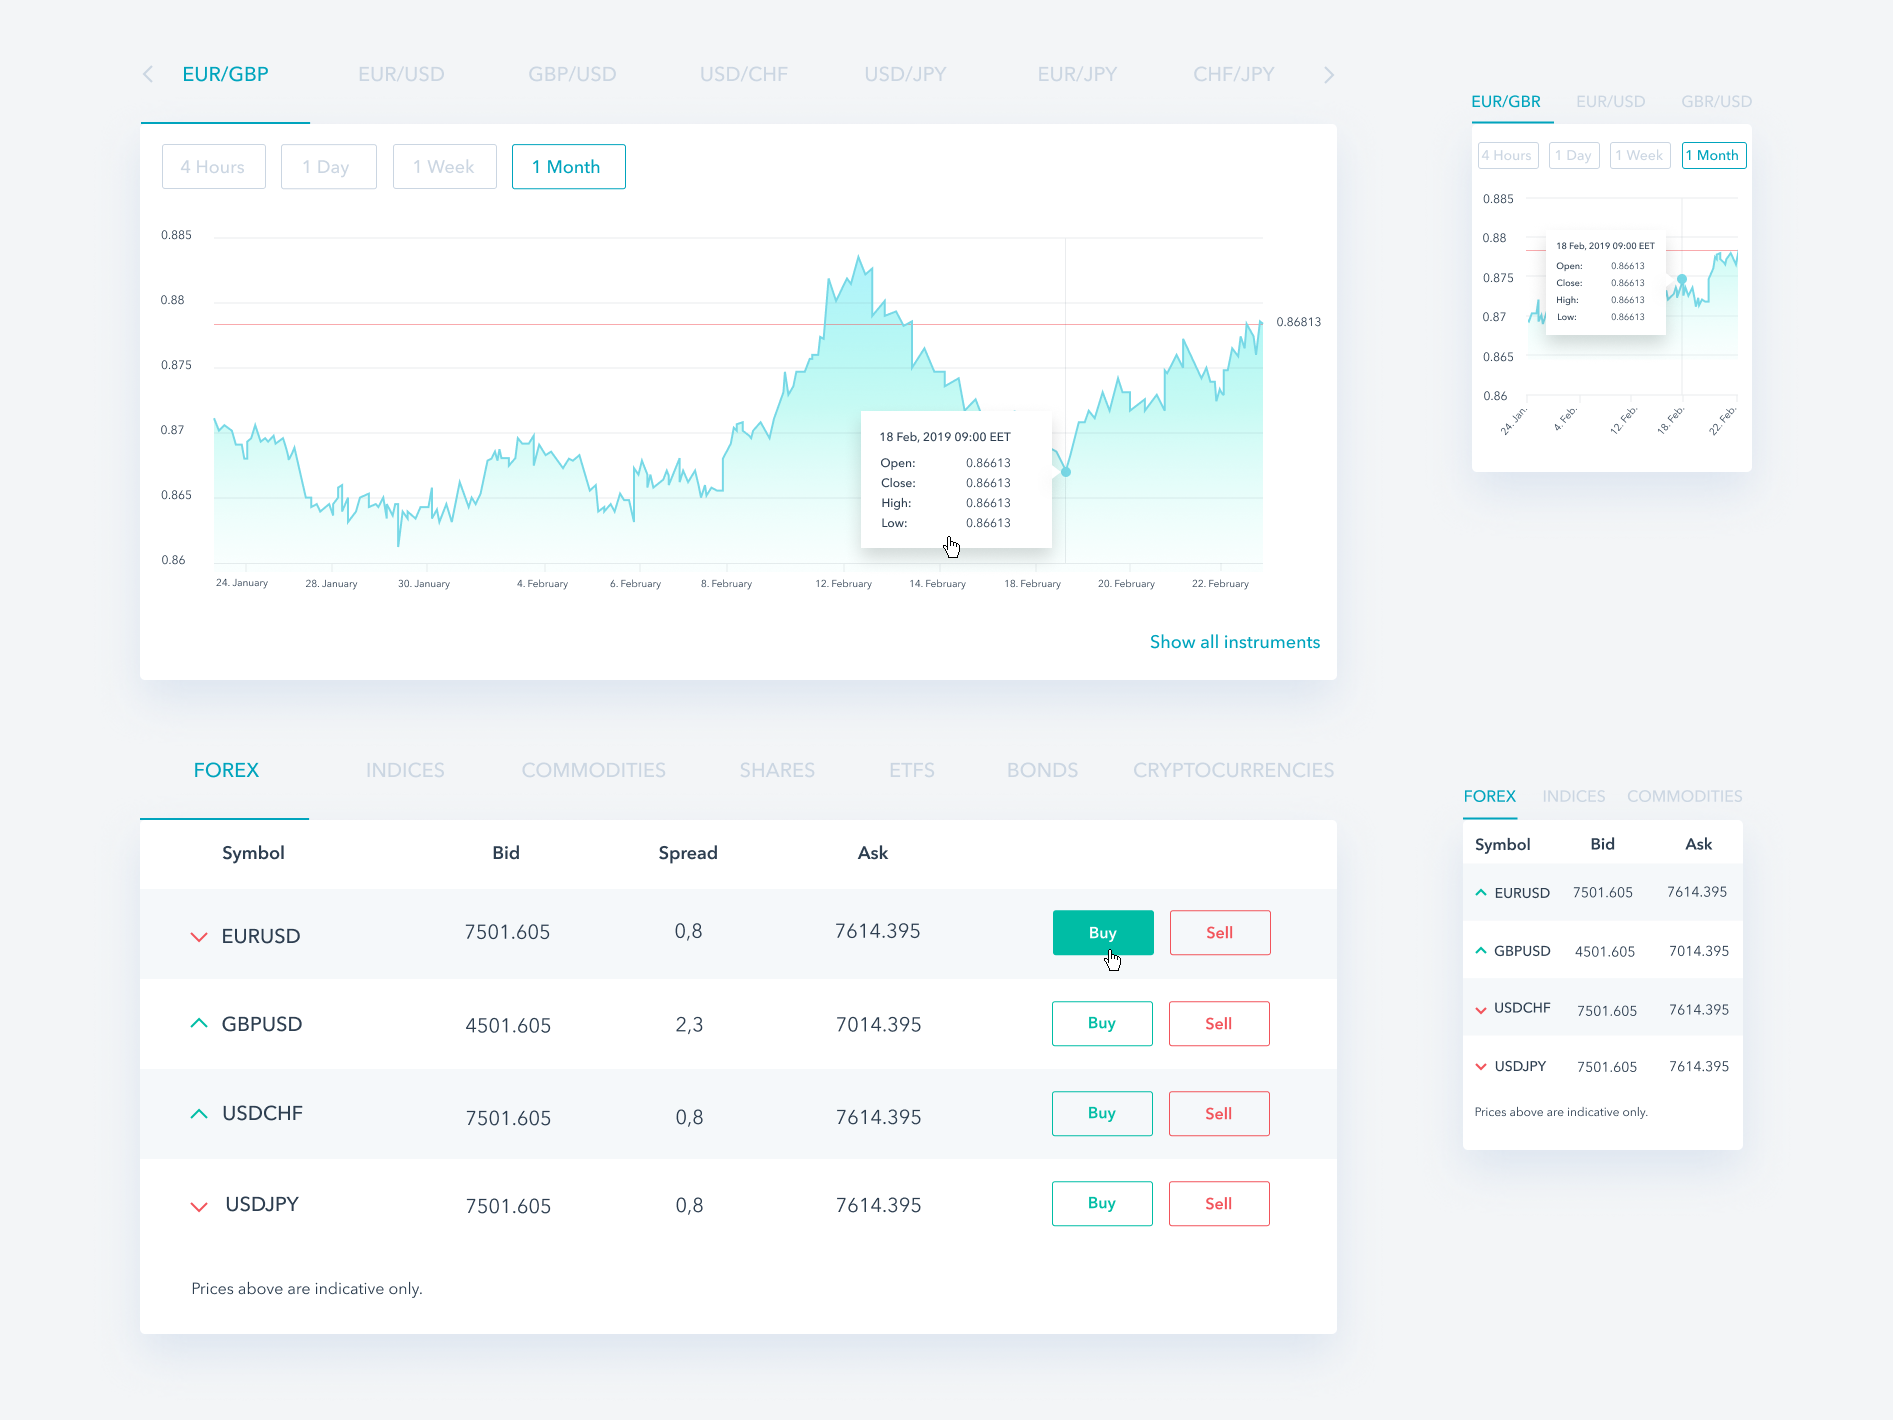 EUR/GBP EUR/USD GBP/USD USD/CHF USD/JPY EUR/JPY CHF/JPY
4 Hours 1 Day 1 Week 1 Month
0.885
0.88
0.86813
0.875
0.87
0.865
0.86
18 Feb, 2019 09:00 EET
Open: 0.86613
Close: 0.86613
High: 0.86613
Low: 0.86613
24. January 28. January 30. January 4. February 6. February 8. February 12. February 14. February 18. February 20. February 22. February
Show all instruments
EUR/GBR EUR/USD GBR/USD
4 Hours 1 Day 1 Week 1 Month
0.885
0.88
0.875
0.87
0.865
0.86
18 Feb, 2019 09:00 EET
Open: 0.86613
Close: 0.86613
High: 0.86613
Low: 0.86613
24. Jan. 4. Feb. 12. Feb. 18. Feb. 22. Feb.
FOREX INDICES COMMODITIES SHARES ETFS BONDS CRYPTOCURRENCIES
Symbol Bid Spread Ask
EURUSD 7501.605 0,8 7614.395 Buy Sell
GBPUSD 4501.605 2,3 7014.395 Buy Sell
USDCHF 7501.605 0,8 7614.395 Buy Sell
USDJPY 7501.605 0,8 7614.395 Buy Sell
Prices above are indicative only.
FOREX INDICES COMMODITIES
Symbol Bid Ask
EURUSD 7501.605 7614.395
GBPUSD 4501.605 7014.395
USDCHF 7501.605 7614.395
USDJPY 7501.605 7614.395
Prices above are indicative only.